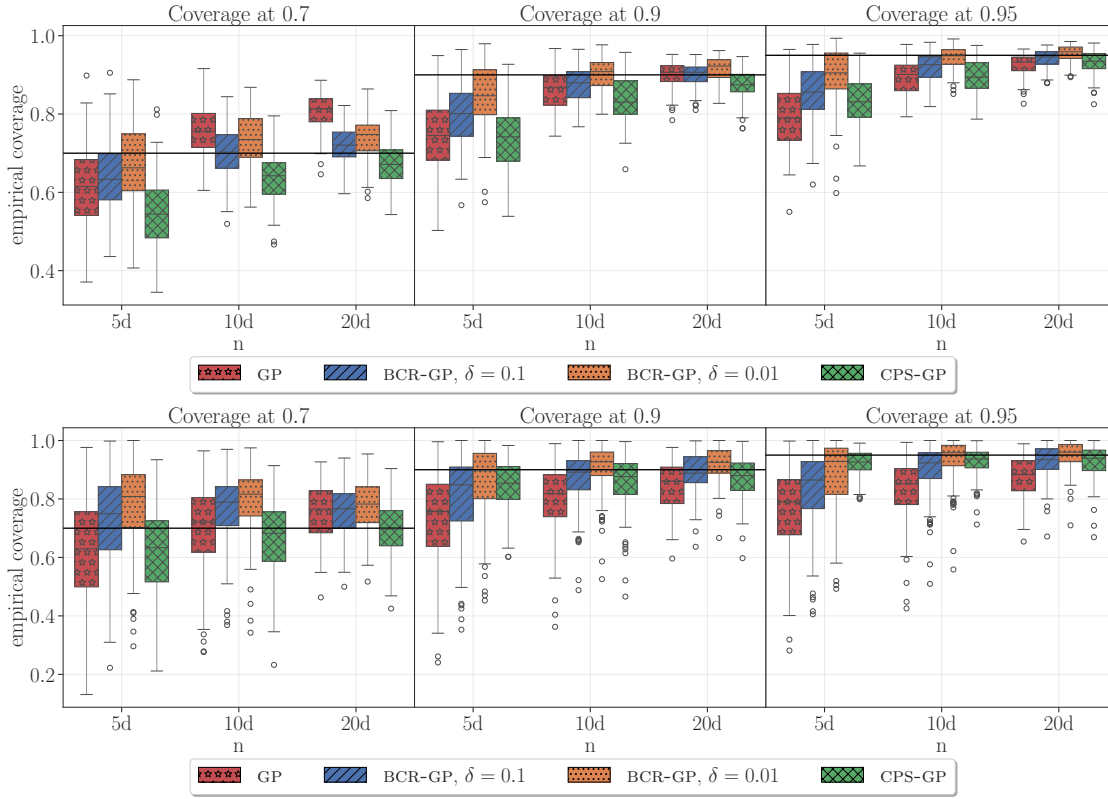 Coverage at 0.7 Coverage at 0.9 Coverage at 0.95
1.0
0.8
0.6
0.4
empirical coverage
5d 10d 20d 5d 10d 20d 5d 10d 20d
n n n
GP BCR-GP, δ = 0.1 BCR-GP, δ = 0.01 CPS-GP
Coverage at 0.7 Coverage at 0.9 Coverage at 0.95
1.0
0.8
0.6
0.4
0.2
empirical coverage
5d 10d 20d 5d 10d 20d 5d 10d 20d
n n n
GP BCR-GP, δ = 0.1 BCR-GP, δ = 0.01 CPS-GP